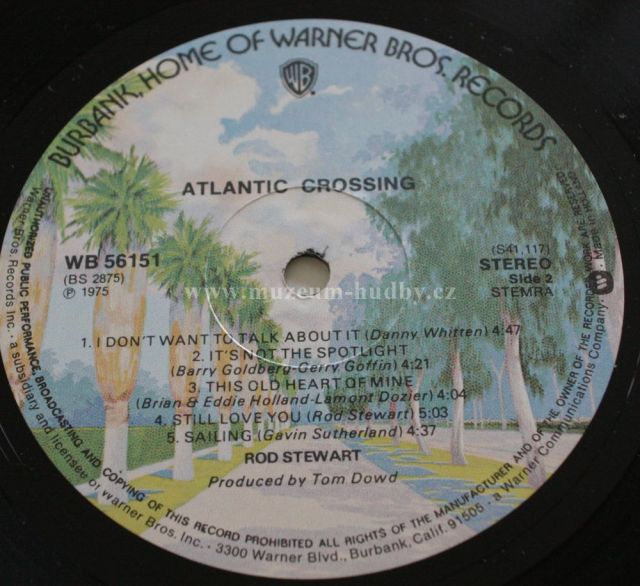 BURBANK, HOME OF WARNER BROS. RECORDS
WB
ATLANTIC CROSSING
WB 56151
(BS 2875)
℗ 1975
(S41,117)
STEREO
Side 2
STEMRA
www.muzeum-hudby.cz
1. I DON'T WANT TO TALK ABOUT IT (Danny Whitten) 4:47
2. IT'S NOT THE SPOTLIGHT
(Barry Goldberg-Gerry Goffin) 4:21
3. THIS OLD HEART OF MINE
(Brian & Eddie Holland-Lamont Dozier) 4:04
4. STILL LOVE YOU (Rod Stewart) 5:03
5. SAILING (Gavin Sutherland) 4:37
ROD STEWART
Produced by Tom Dowd
UNAUTHORIZED PUBLIC PERFORMANCE, BROADCASTING AND COPYING OF THIS RECORD PROHIBITED ALL RIGHTS OF THE MANUFACTURER AND OF THE OWNER OF THE RECORDED WORK ARE RESERVED
Warner Bros. Records Inc. · a subsidiary and licensee of Warner Bros. Inc. · 3300 Warner Blvd., Burbank, Calif. 91505 · a Warner Communications Company. Made in